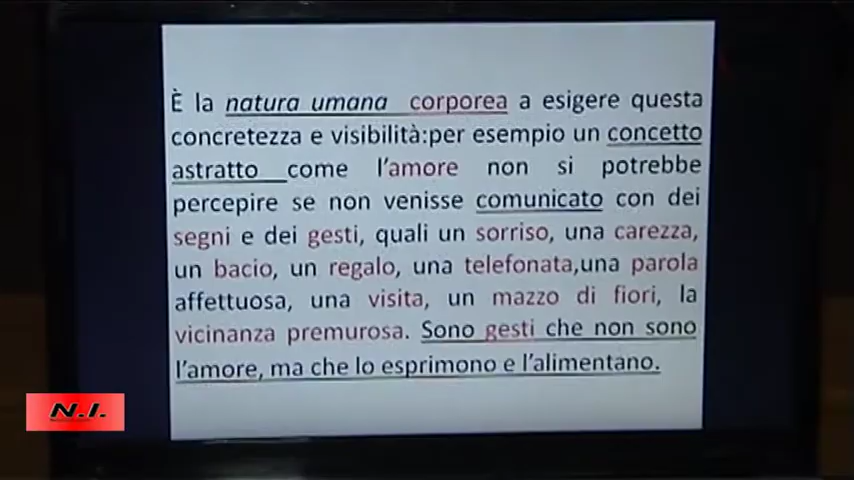 È la natura umana corporea a esigere questa
concretezza e visibilità:per esempio un concetto
astratto come l'amore non si potrebbe
percepire se non venisse comunicato con dei
segni e dei gesti, quali un sorriso, una carezza,
un bacio, un regalo, una telefonata,una parola
affettuosa, una visita, un mazzo di fiori, la
vicinanza premurosa. Sono gesti che non sono
l'amore, ma che lo esprimono e l'alimentano.
N.I.